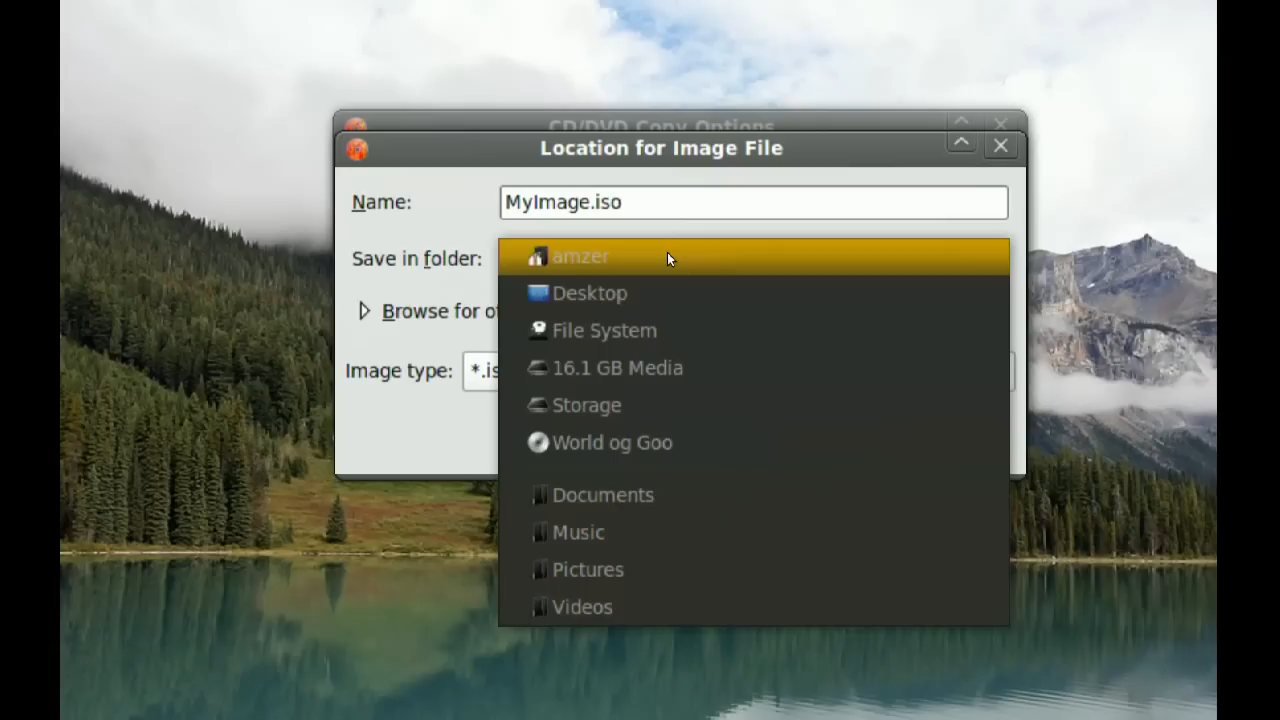 CD/DVD Copy Options
Location for Image File
Name: MyImage.iso
Save in folder: amzer
Desktop
Browse for o
File System
Image type: *.is
16.1 GB Media
Storage
World og Goo
Documents
Music
Pictures
Videos